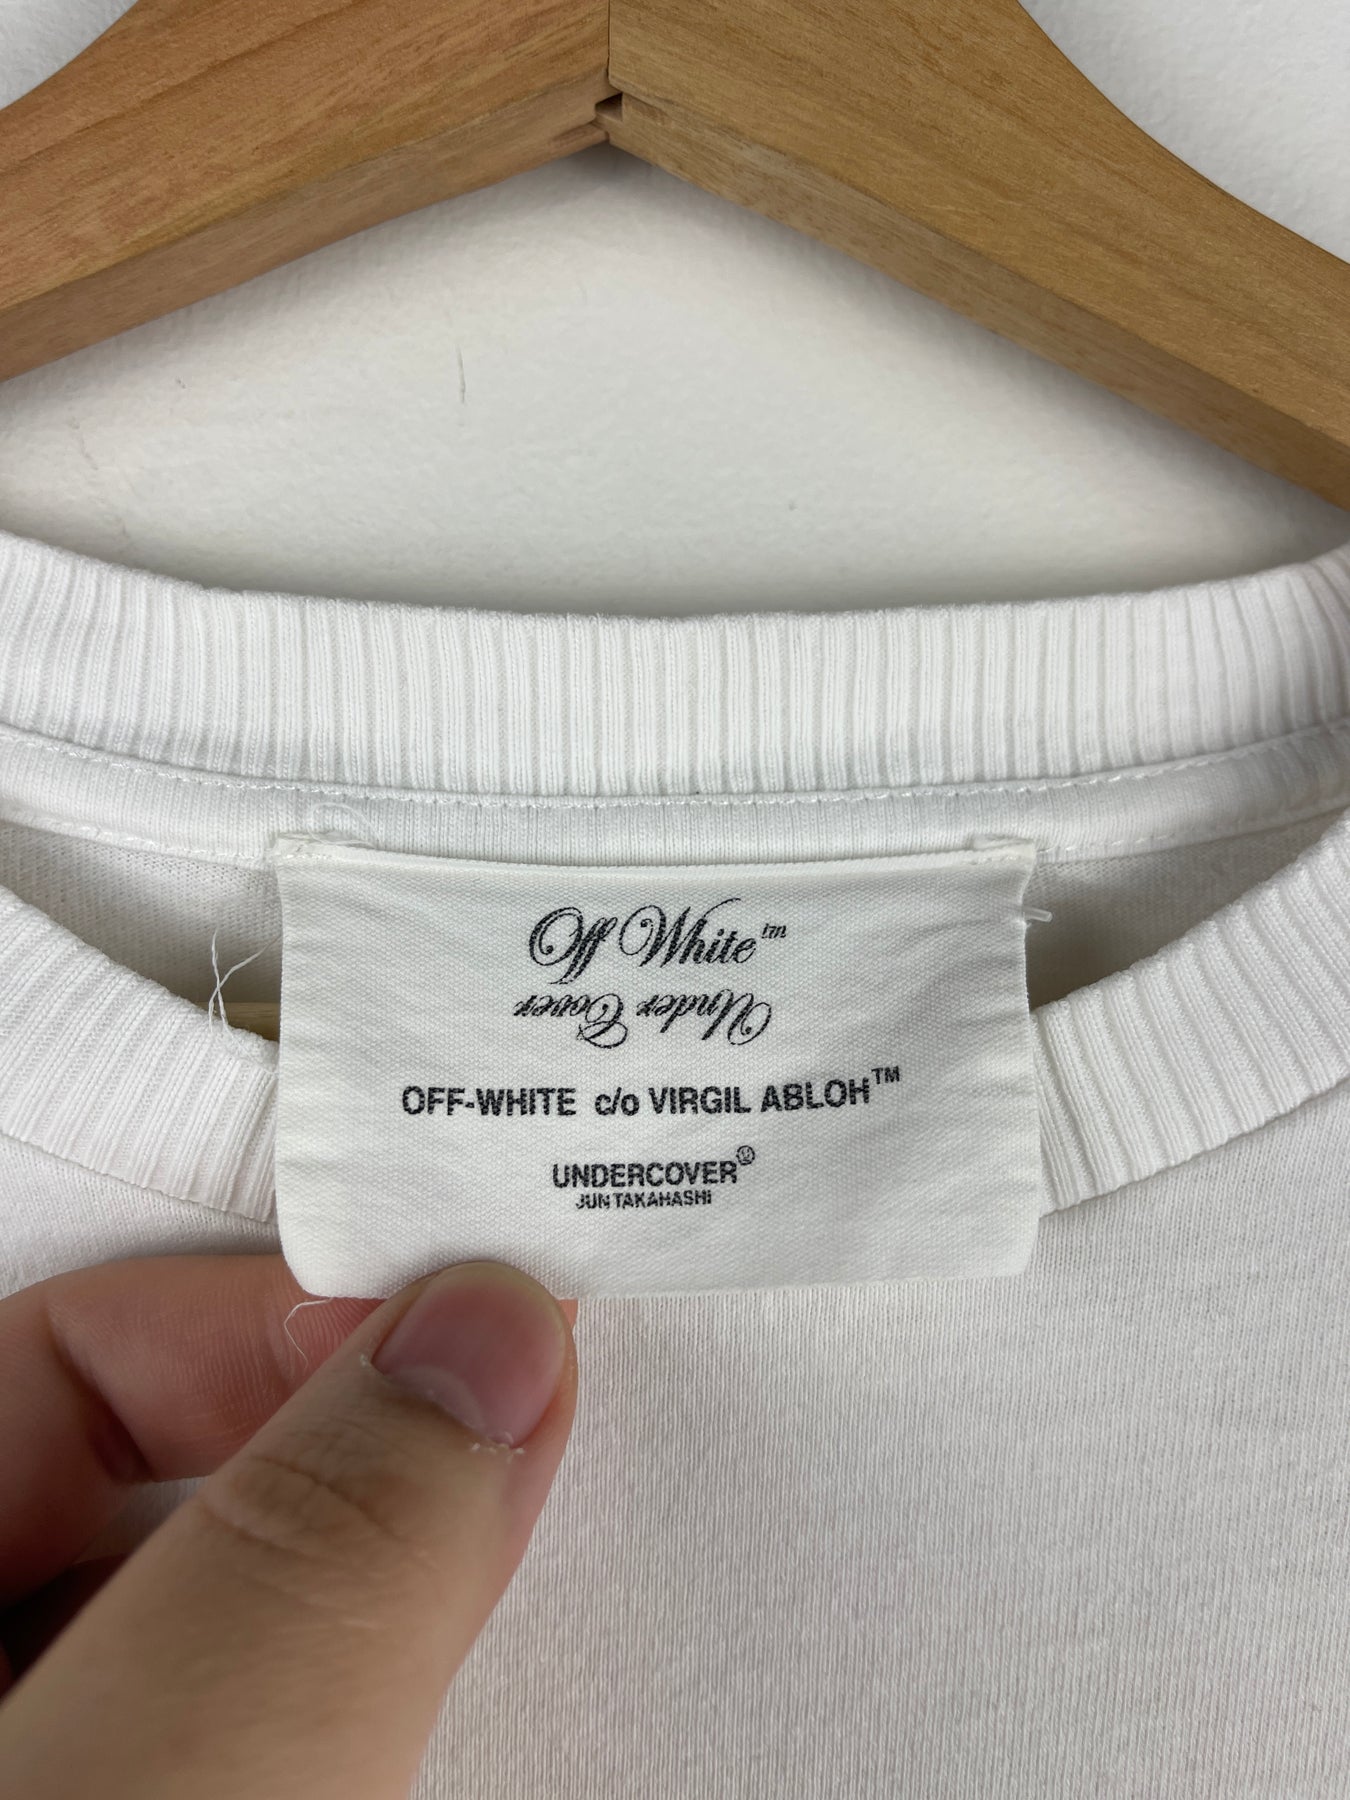 Off White™
Under Cover
OFF-WHITE c/o VIRGIL ABLOH™
UNDERCOVER®
JUN TAKAHASHI